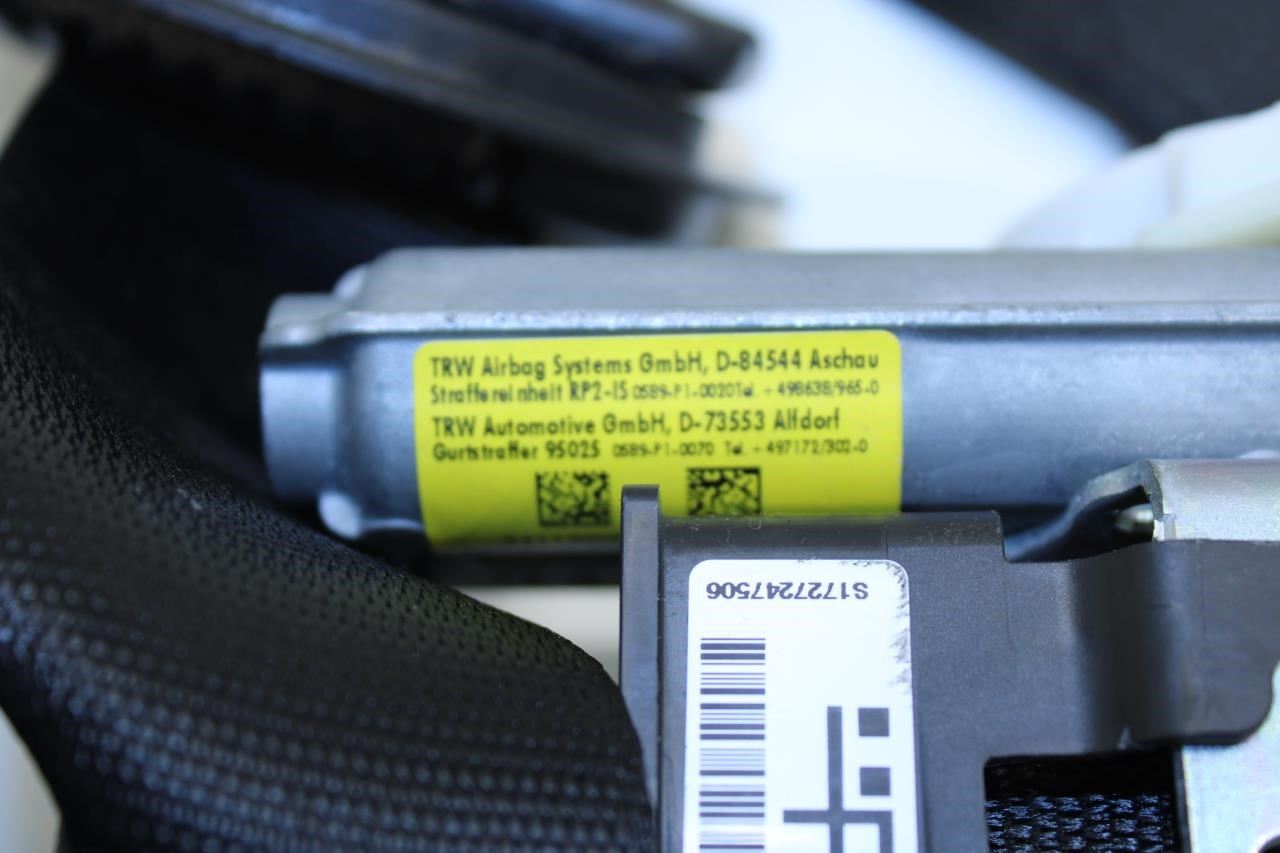 TRW Airbag Systems GmbH, D-84544 Aschau
Straffereinheit RP2-IS 0589-P1-0020 Tel. +498638/965-0
TRW Automotive GmbH, D-73553 Alfdorf
Gurtstraffer 95025 0589-P1-0070 Tel. +497172/302-0
S1727247506